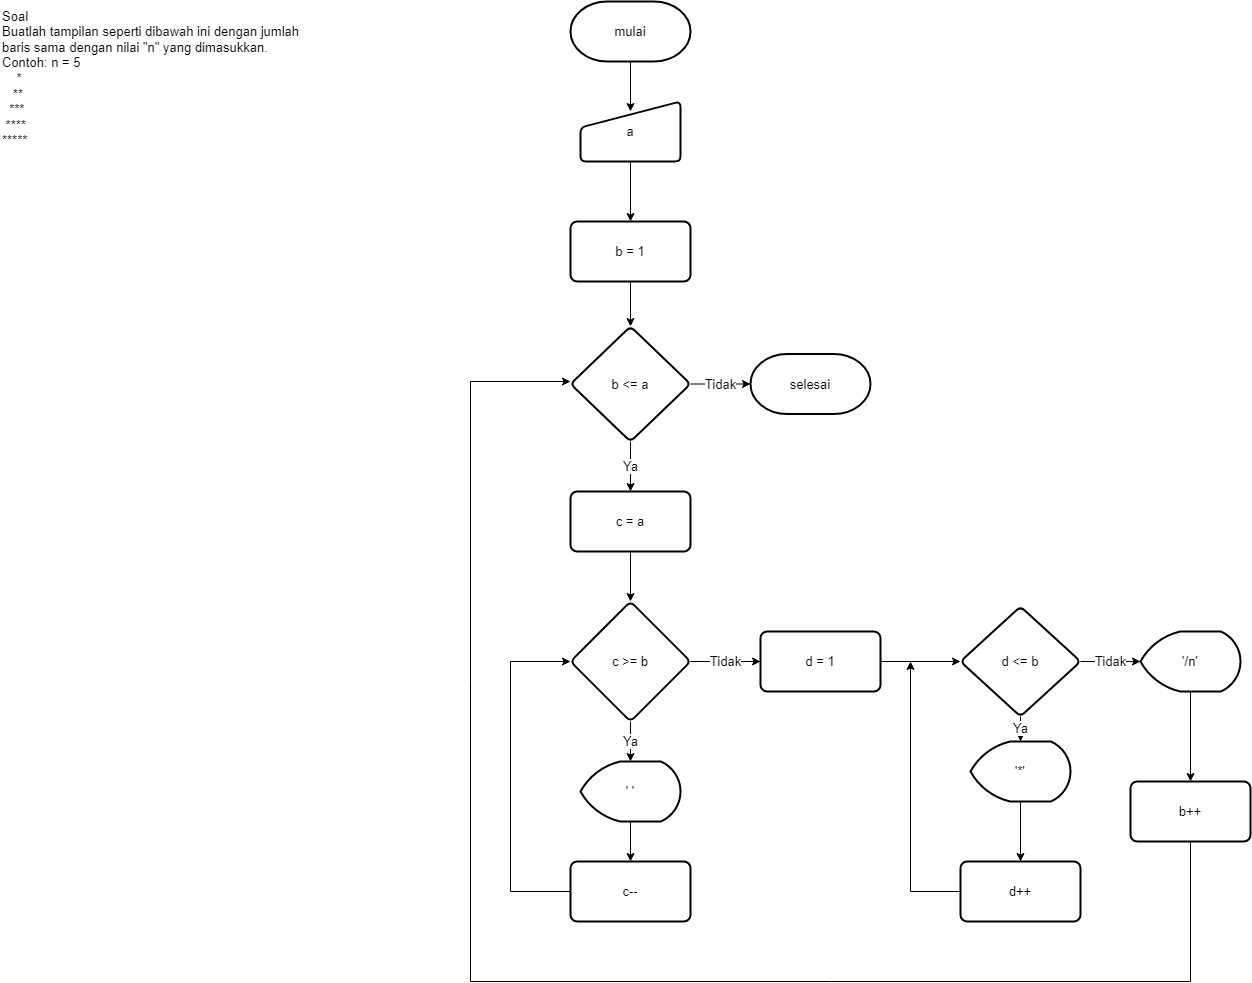 Soal
Buatlah tampilan seperti dibawah ini dengan jumlah
baris sama dengan nilai "n" yang dimasukkan.
Contoh: n = 5
*
**
***
****
*****
mulai
a
b = 1
b <= a
Tidak
selesai
Ya
c = a
c >= b
Tidak
d = 1
d <= b
Tidak
'/n'
Ya
Ya
' '
'*'
b++
c--
d++